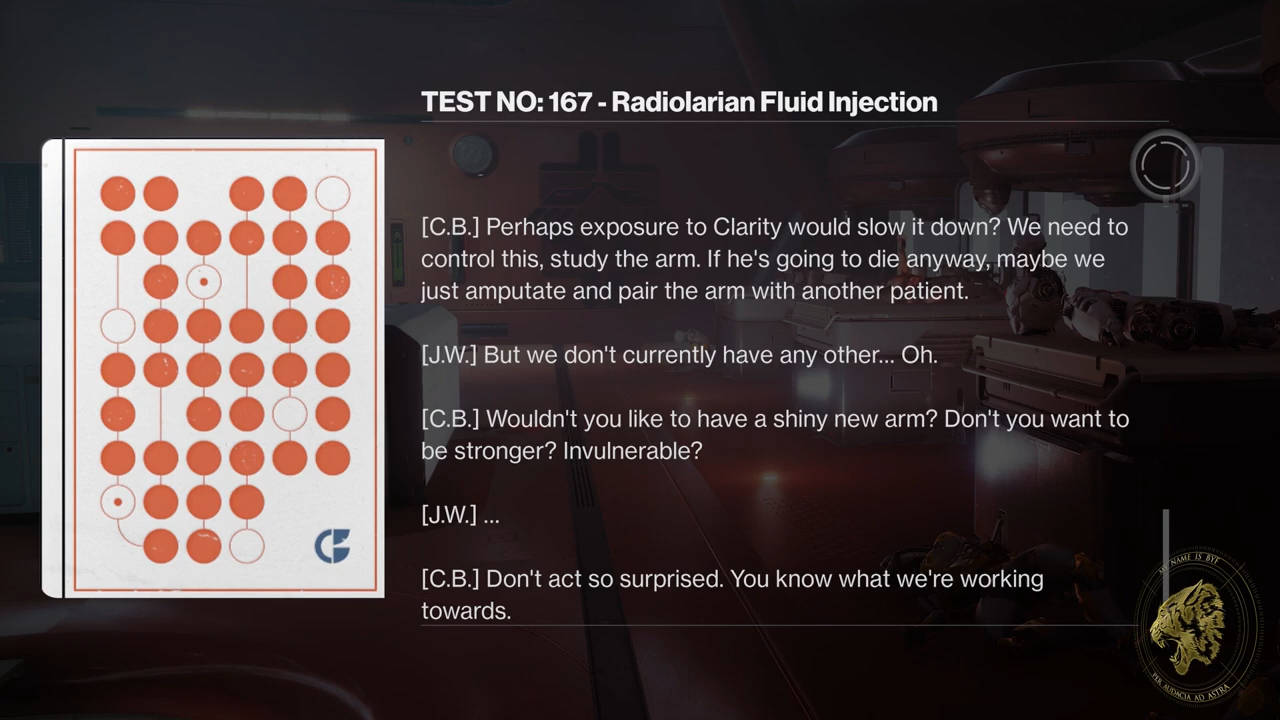 TEST NO: 167 - Radiolarian Fluid Injection
[C.B.] Perhaps exposure to Clarity would slow it down? We need to
control this, study the arm. If he's going to die anyway, maybe we
just amputate and pair the arm with another patient.
[J.W.] But we don't currently have any other... Oh.
[C.B.] Wouldn't you like to have a shiny new arm? Don't you want to
be stronger? Invulnerable?
[J.W.] ...
[C.B.] Don't act so surprised. You know what we're working
towards.
MY NAME IS BYF
PER AUDACIA AD ASTRA